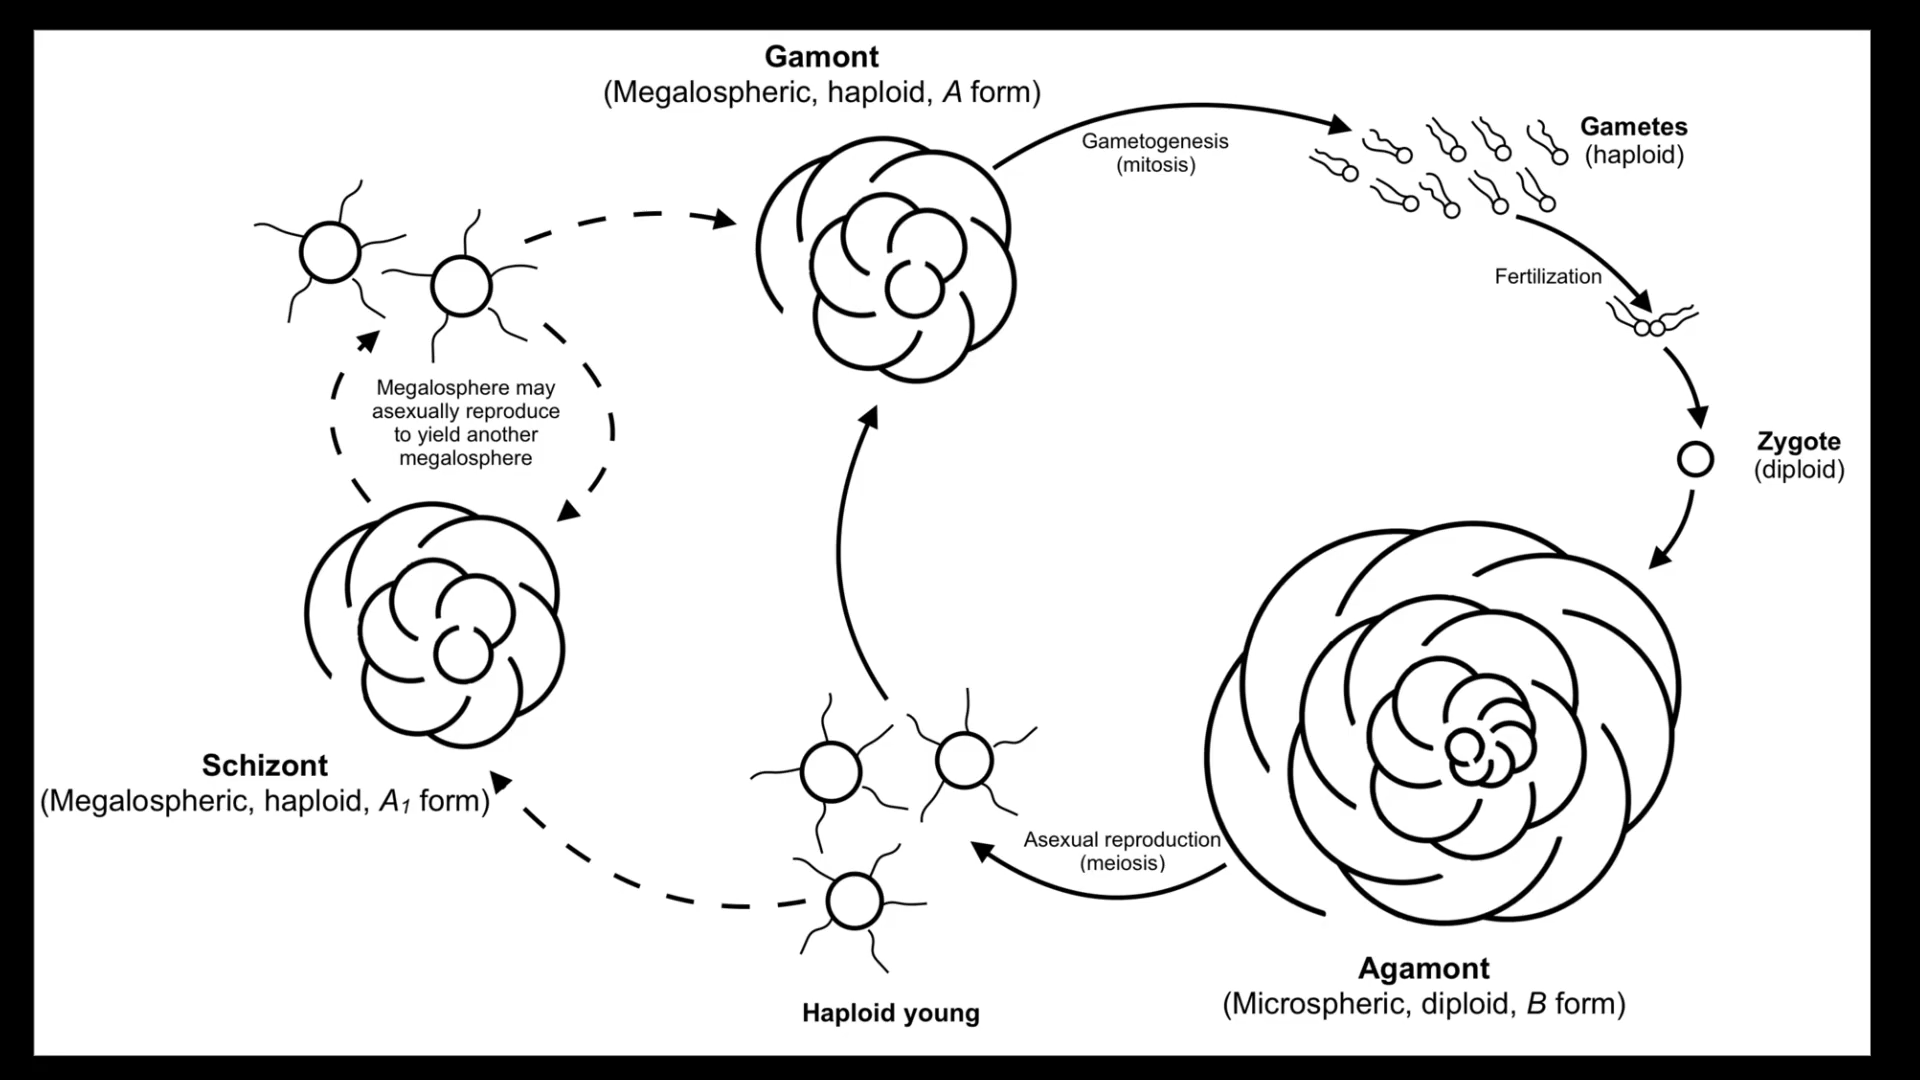 Gamont
(Megalospheric, haploid, A form)
Gametogenesis
(mitosis)
Gametes
(haploid)
Fertilization
Zygote
(diploid)
Megalosphere may
asexually reproduce
to yield another
megalosphere
Schizont
(Megalospheric, haploid, A₁ form)
Asexual reproduction
(meiosis)
Agamont
(Microspheric, diploid, B form)
Haploid young